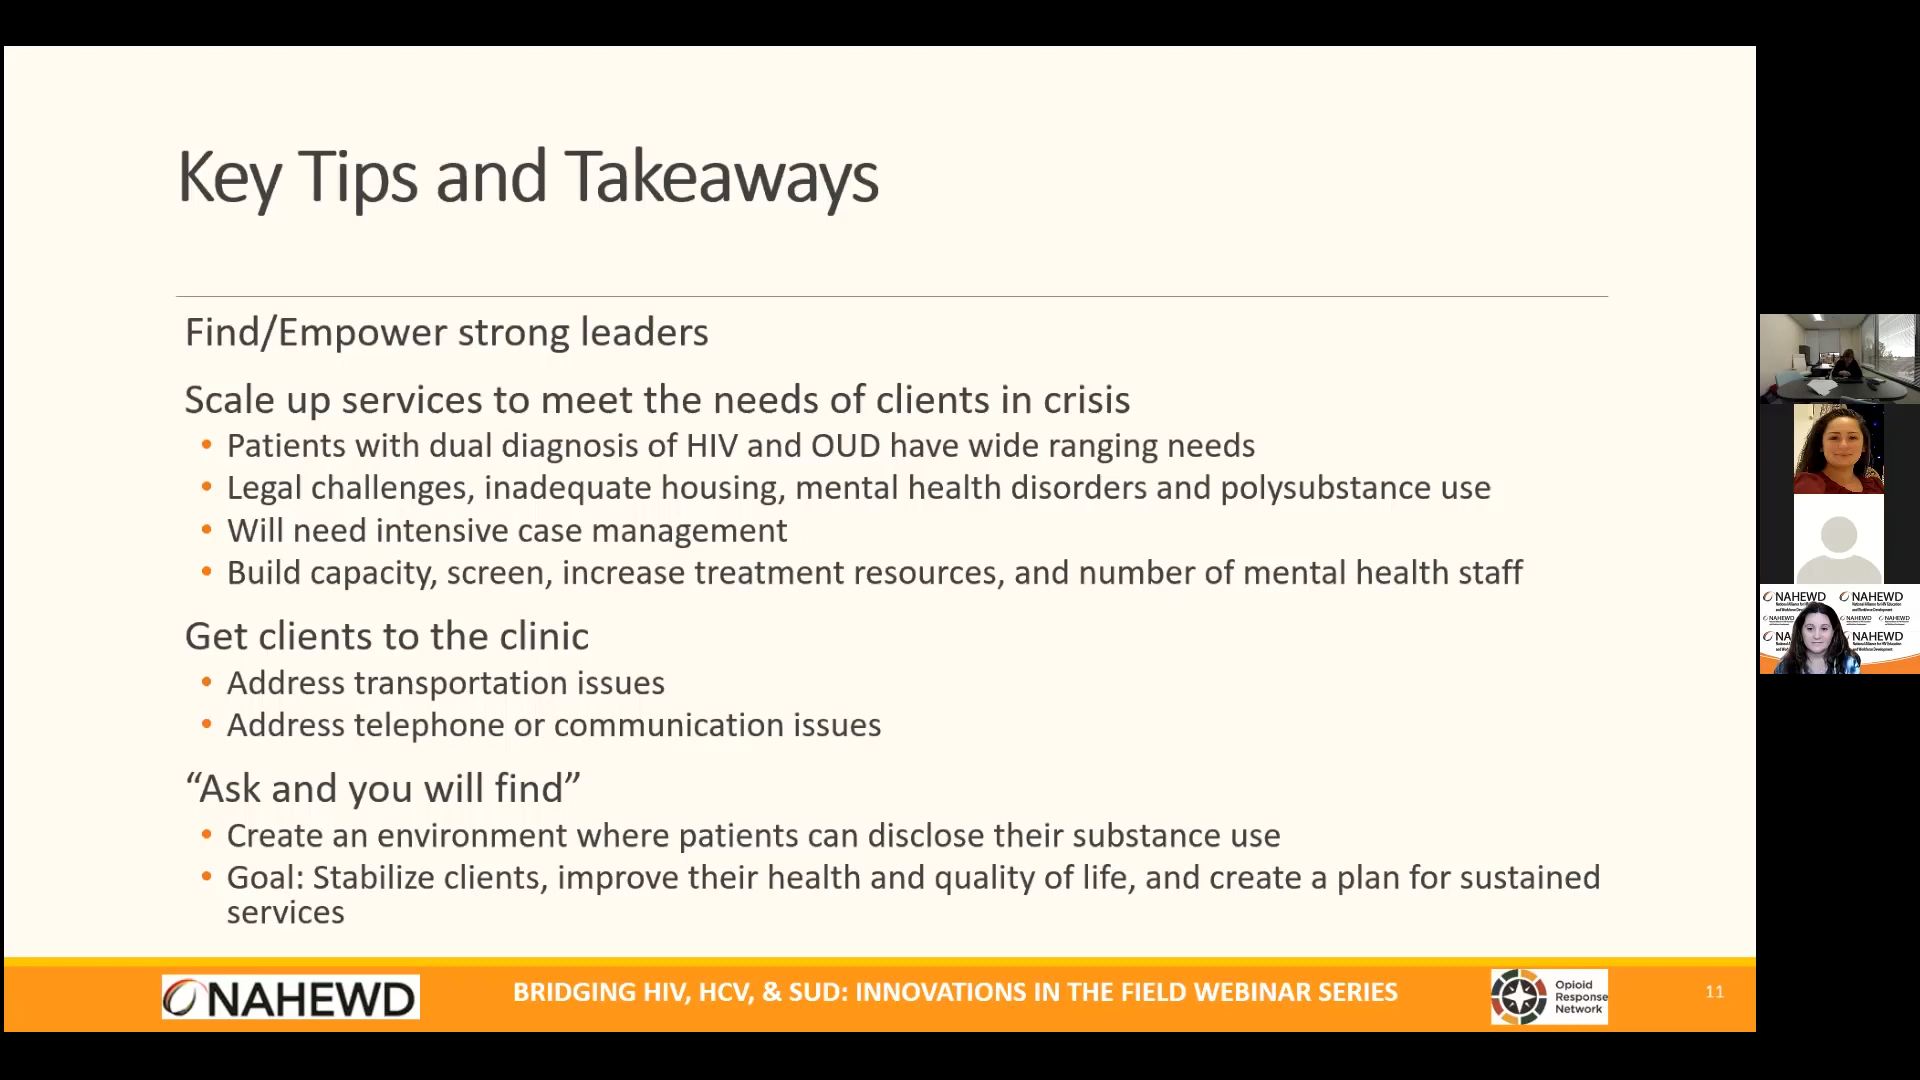 Key Tips and Takeaways
Find/Empower strong leaders
Scale up services to meet the needs of clients in crisis
• Patients with dual diagnosis of HIV and OUD have wide ranging needs
• Legal challenges, inadequate housing, mental health disorders and polysubstance use
• Will need intensive case management
• Build capacity, screen, increase treatment resources, and number of mental health staff
Get clients to the clinic
• Address transportation issues
• Address telephone or communication issues
“Ask and you will find”
• Create an environment where patients can disclose their substance use
• Goal: Stabilize clients, improve their health and quality of life, and create a plan for sustained
services
NAHEWD
BRIDGING HIV, HCV, & SUD: INNOVATIONS IN THE FIELD WEBINAR SERIES
Opioid
Response
Network
11
NAHEWD
NAHEWD
NAHEWD
NAHEWD
NA
NAHEWD